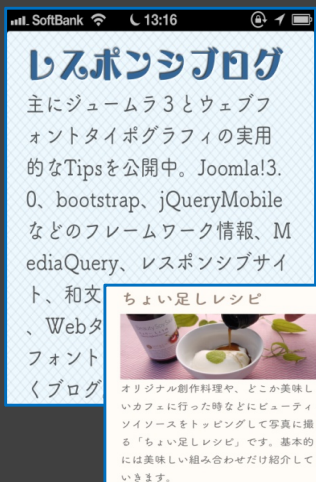 SoftBank 13:16
レスポンシブログ
主にジュームラ3とウェブフ
ォントタイポグラフィの実用
的なTipsを公開中。Joomla!3.
0、bootstrap、jQueryMobile
などのフレームワーク情報、M
ediaQuery、レスポンシブサイ
ト、和文
、Webタ
フォント
くブログ
ちょい足しレシピ
オリジナル創作料理や、どこか美味し
いカフェに行った時などにビューティ
ソイソースをトッピングして写真に撮
る「ちょい足しレシピ」です。基本的
には美味しい組み合わせだけ紹介して
いきます。